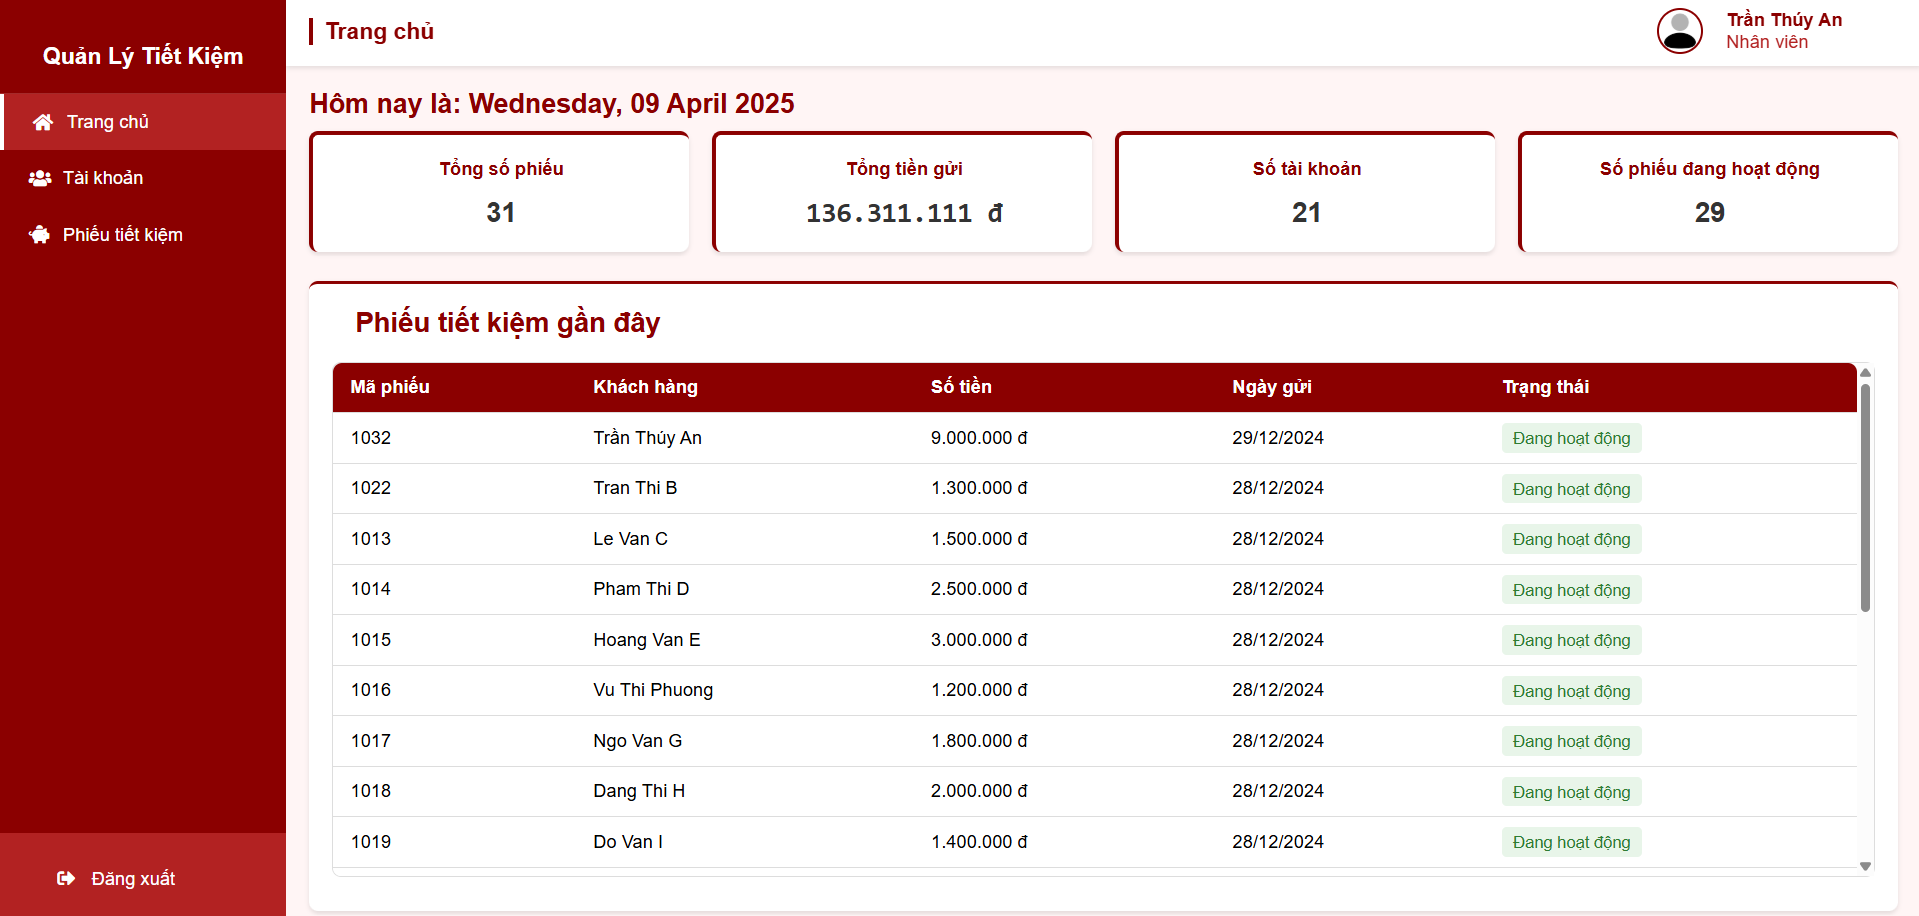 Quản Lý Tiết Kiệm
Trang chủ
Tài khoản
Phiếu tiết kiệm
Đăng xuất
Trang chủ
Trần Thúy An
Nhân viên
Hôm nay là: Wednesday, 09 April 2025
Tổng số phiếu
31
Tổng tiền gửi
136.311.111 đ
Số tài khoản
21
Số phiếu đang hoạt động
29
Phiếu tiết kiệm gần đây
Mã phiếu Khách hàng Số tiền Ngày gửi Trạng thái
1032 Trần Thúy An 9.000.000 đ 29/12/2024 Đang hoạt động
1022 Tran Thi B 1.300.000 đ 28/12/2024 Đang hoạt động
1013 Le Van C 1.500.000 đ 28/12/2024 Đang hoạt động
1014 Pham Thi D 2.500.000 đ 28/12/2024 Đang hoạt động
1015 Hoang Van E 3.000.000 đ 28/12/2024 Đang hoạt động
1016 Vu Thi Phuong 1.200.000 đ 28/12/2024 Đang hoạt động
1017 Ngo Van G 1.800.000 đ 28/12/2024 Đang hoạt động
1018 Dang Thi H 2.000.000 đ 28/12/2024 Đang hoạt động
1019 Do Van I 1.400.000 đ 28/12/2024 Đang hoạt động